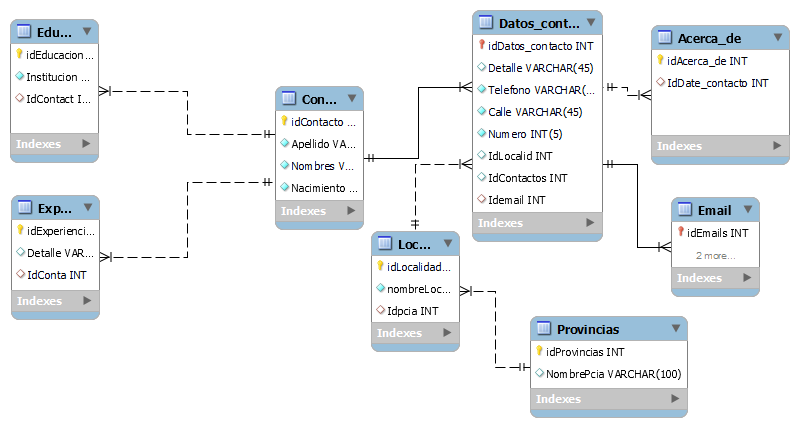 Edu...
idEducacion ...
Institucion ...
IdContact I...
Indexes
Exp...
idExperienci...
Detalle VAR...
IdConta INT
Indexes
Con...
idContacto ...
Apellido VA...
Nombres V...
Nacimiento ...
Indexes
Datos_cont...
idDatos_contacto INT
Detalle VARCHAR(45)
Telefono VARCHAR(...
Calle VARCHAR(45)
Numero INT(5)
IdLocalid INT
IdContactos INT
Idemail INT
Indexes
Acerca_de
idAcerca_de INT
IdDate_contacto INT
Indexes
Email
idEmails INT
2 more...
Indexes
Loc...
idLocalidad...
nombreLoc...
Idpcia INT
Indexes
Provincias
idProvincias INT
NombrePcia VARCHAR(100)
Indexes